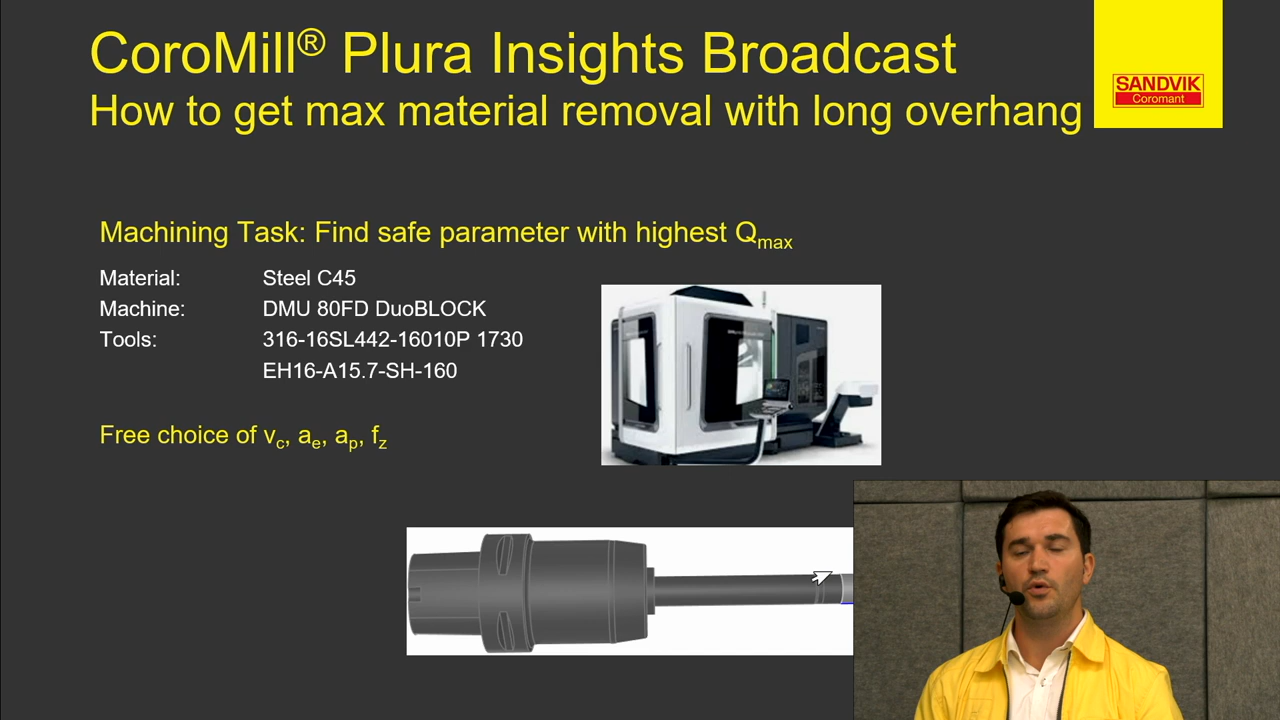 CoroMill® Plura Insights Broadcast
How to get max material removal with long overhang
SANDVIK
Coromant
Machining Task: Find safe parameter with highest Qmax
Material: Steel C45
Machine: DMU 80FD DuoBLOCK
Tools: 316-16SL442-16010P 1730
EH16-A15.7-SH-160
Free choice of vc, ae, ap, fz